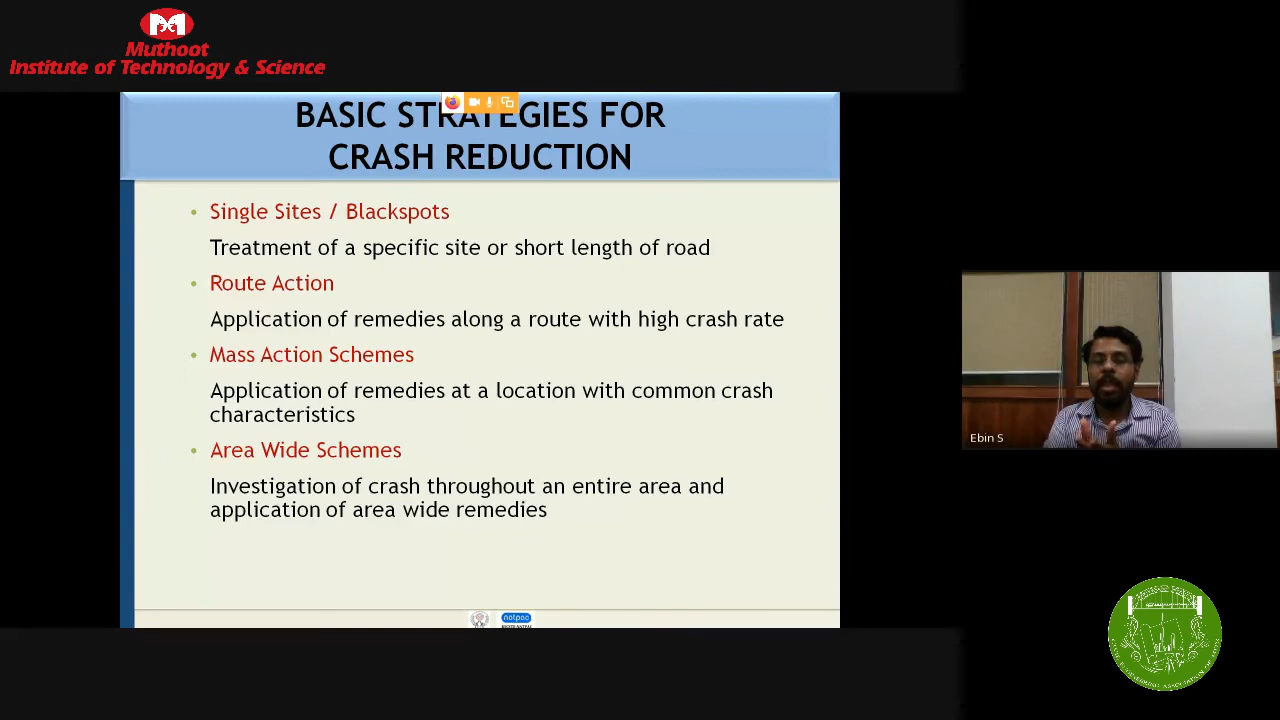 Muthoot
Institute of Technology & Science
BASIC STRATEGIES FOR
CRASH REDUCTION
• Single Sites / Blackspots
Treatment of a specific site or short length of road
• Route Action
Application of remedies along a route with high crash rate
• Mass Action Schemes
Application of remedies at a location with common crash
characteristics
• Area Wide Schemes
Investigation of crash throughout an entire area and
application of area wide remedies
natpac
Ebin S